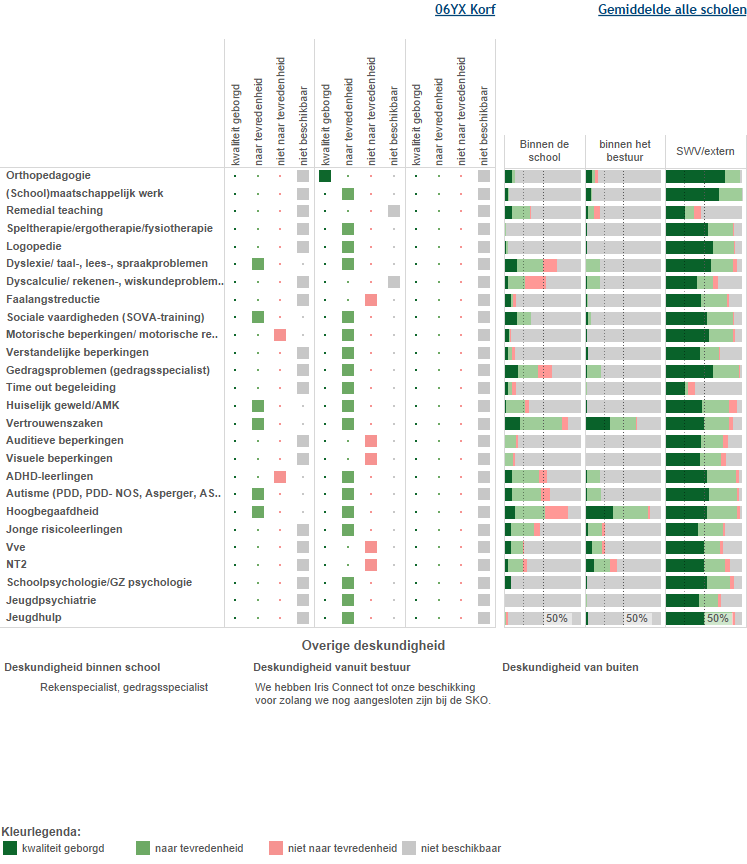 06YX Korf Gemiddelde alle scholen
kwaliteit geborgd
naar tevredenheid
niet naar tevredenheid
niet beschikbaar
kwaliteit geborgd
naar tevredenheid
niet naar tevredenheid
niet beschikbaar
kwaliteit geborgd
naar tevredenheid
niet naar tevredenheid
niet beschikbaar
Binnen de
school
binnen het
bestuur
SWV/extern
Orthopedagogie
(School)maatschappelijk werk
Remedial teaching
Speltherapie/ergotherapie/fysiotherapie
Logopedie
Dyslexie/ taal-, lees-, spraakproblemen
Dyscalculie/ rekenen-, wiskundeproblem..
Faalangstreductie
Sociale vaardigheden (SOVA-training)
Motorische beperkingen/ motorische re..
Verstandelijke beperkingen
Gedragsproblemen (gedragsspecialist)
Time out begeleiding
Huiselijk geweld/AMK
Vertrouwenszaken
Auditieve beperkingen
Visuele beperkingen
ADHD-leerlingen
Autisme (PDD, PDD- NOS, Asperger, AS..
Hoogbegaafdheid
Jonge risicoleerlingen
Vve
NT2
Schoolpsychologie/GZ psychologie
Jeugdpsychiatrie
Jeugdhulp 50% 50% 50%
Overige deskundigheid
Deskundigheid binnen school Deskundigheid vanuit bestuur Deskundigheid van buiten
Rekenspecialist, gedragsspecialist
We hebben Iris Connect tot onze beschikking
voor zolang we nog aangesloten zijn bij de SKO.
Kleurlegenda:
kwaliteit geborgd naar tevredenheid niet naar tevredenheid niet beschikbaar